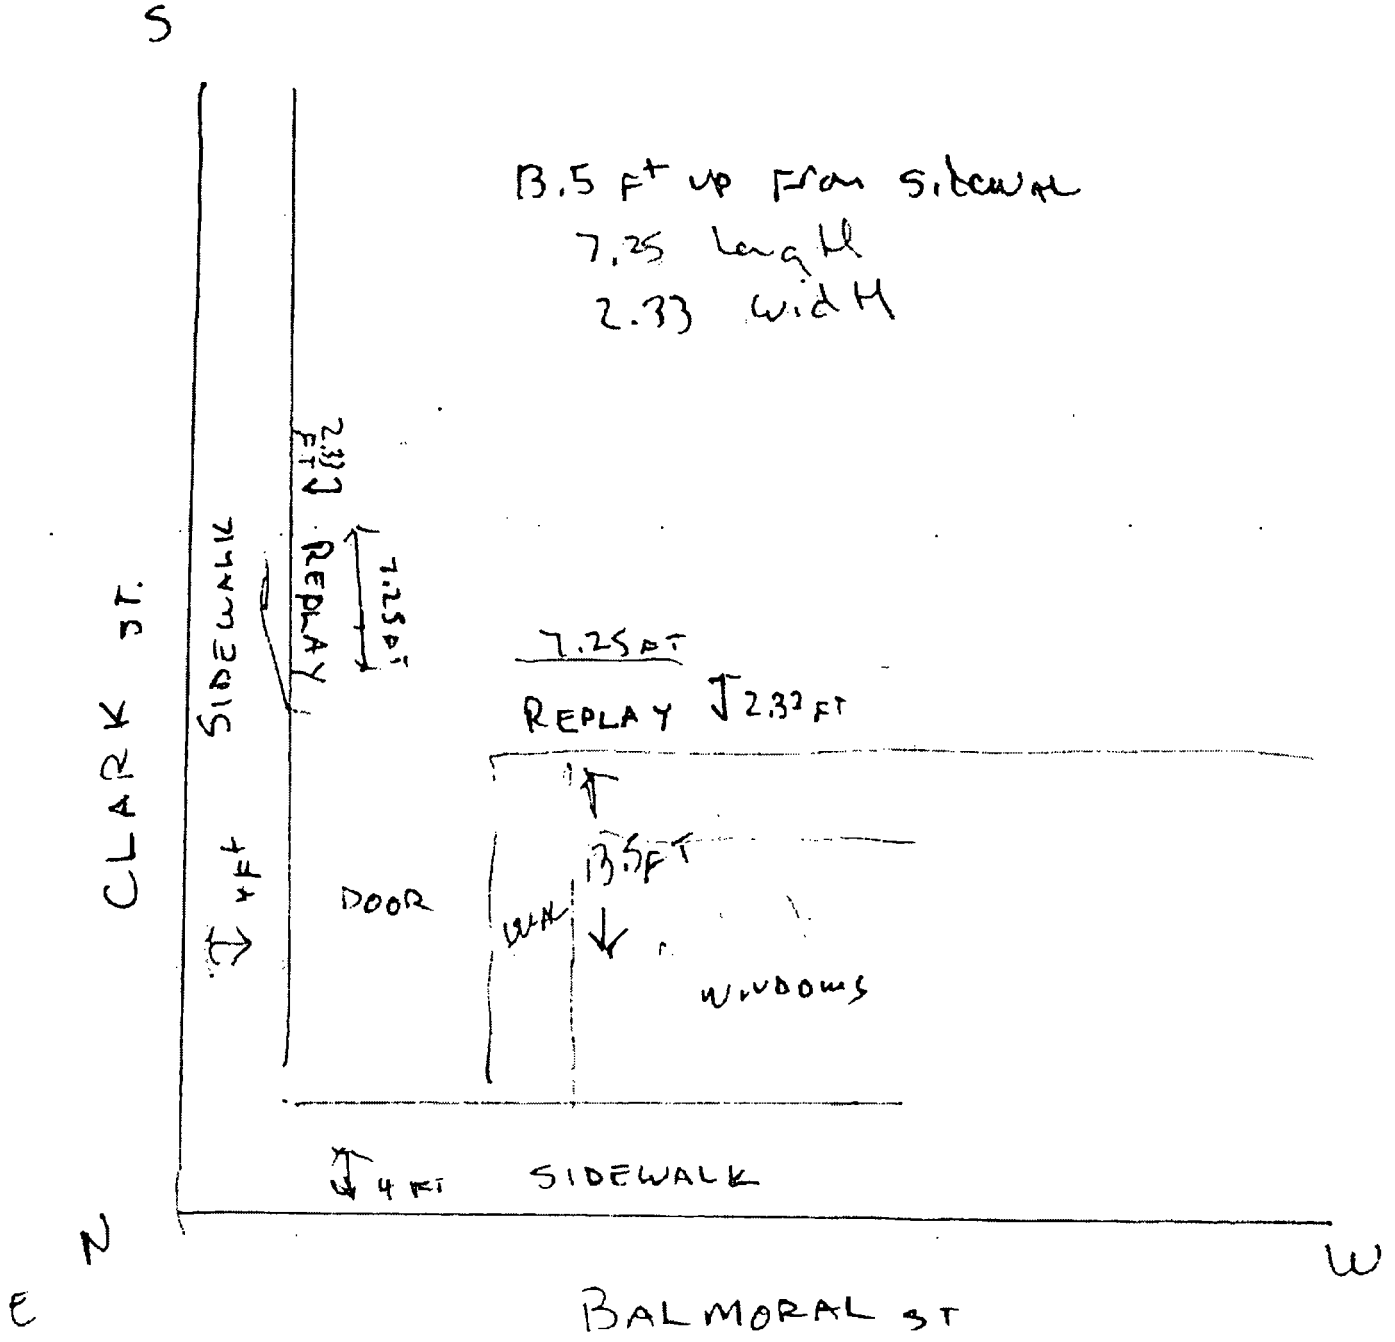 S
13.5 Ft up From Sidewal
7.25 Length
2.33 width
2.33
FT
SIDEWALK
REPLAY
7.25 FT
CLARK ST.
7.25 FT
REPLAY
2.33 FT
4 Ft
DOOR
WAL
13.5 FT
WINDOWS
4 FT
SIDEWALK
N
W
E
BALMORAL ST